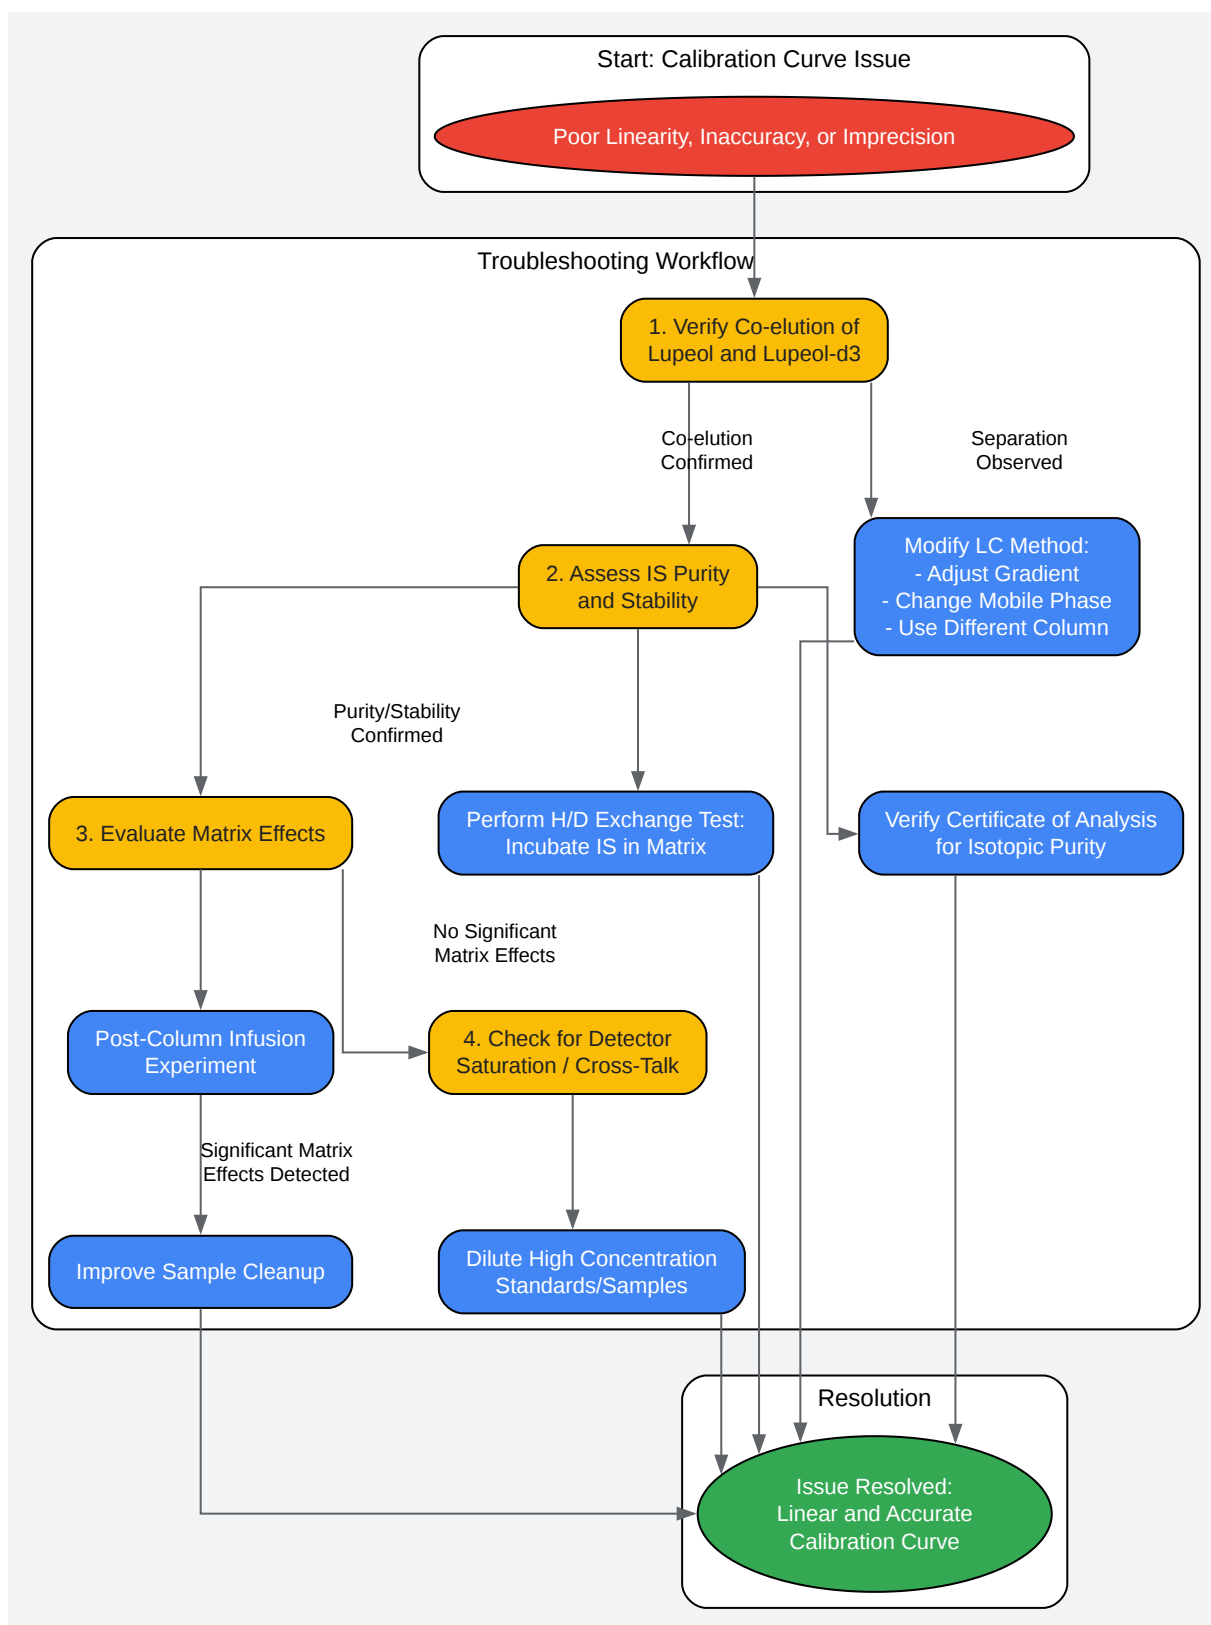 Start: Calibration Curve Issue
Poor Linearity, Inaccuracy, or Imprecision
Troubleshooting Workflow
1. Verify Co-elution of
Lupeol and Lupeol-d3
Co-elution
Confirmed
Separation
Observed
2. Assess IS Purity
and Stability
Modify LC Method:
- Adjust Gradient
- Change Mobile Phase
- Use Different Column
Purity/Stability
Confirmed
3. Evaluate Matrix Effects
Perform H/D Exchange Test:
Incubate IS in Matrix
Verify Certificate of Analysis
for Isotopic Purity
No Significant
Matrix Effects
Post-Column Infusion
Experiment
4. Check for Detector
Saturation / Cross-Talk
Significant Matrix
Effects Detected
Improve Sample Cleanup
Dilute High Concentration
Standards/Samples
Resolution
Issue Resolved:
Linear and Accurate
Calibration Curve